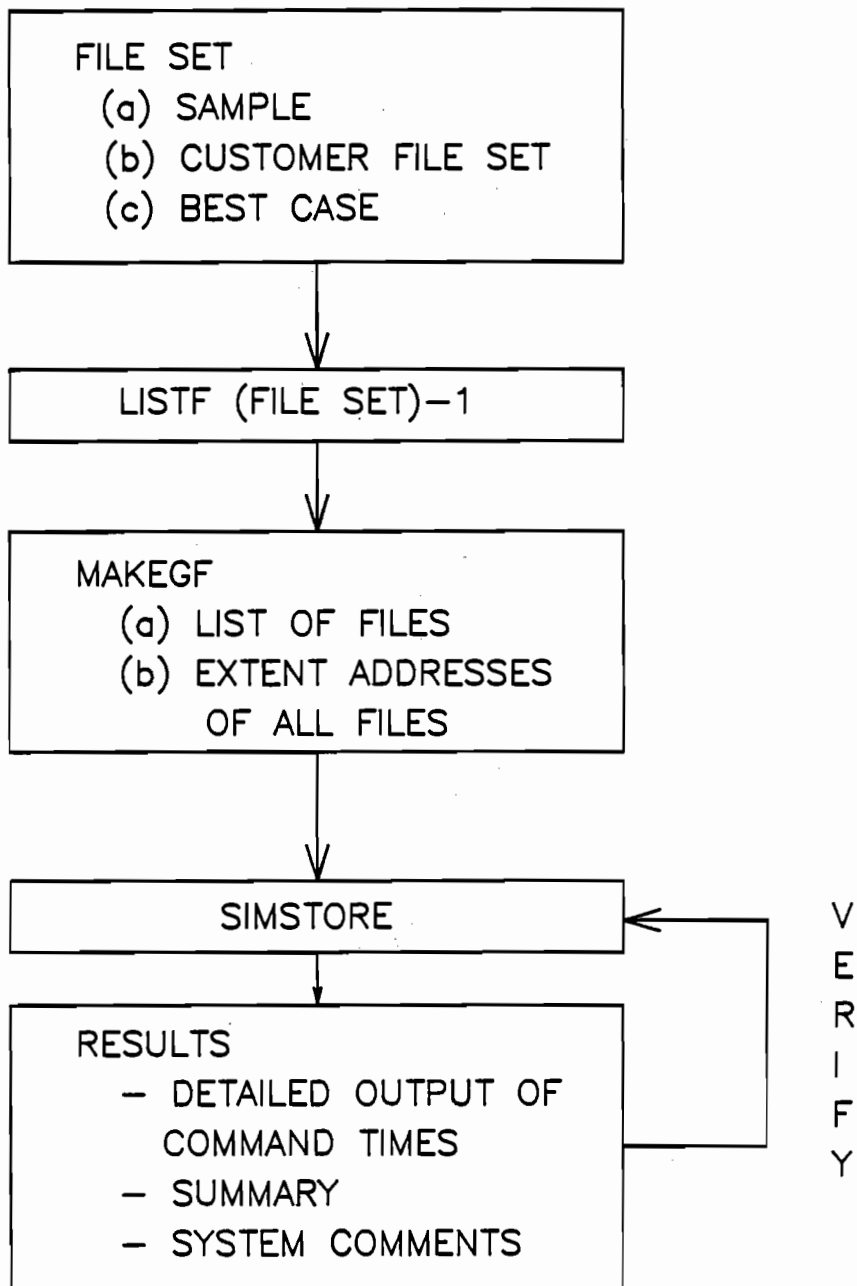 FILE SET
(a) SAMPLE
(b) CUSTOMER FILE SET
(c) BEST CASE
LISTF (FILE SET)-1
MAKEGF
(a) LIST OF FILES
(b) EXTENT ADDRESSES
OF ALL FILES
SIMSTORE
RESULTS
- DETAILED OUTPUT OF
COMMAND TIMES
- SUMMARY
- SYSTEM COMMENTS
VERIFY